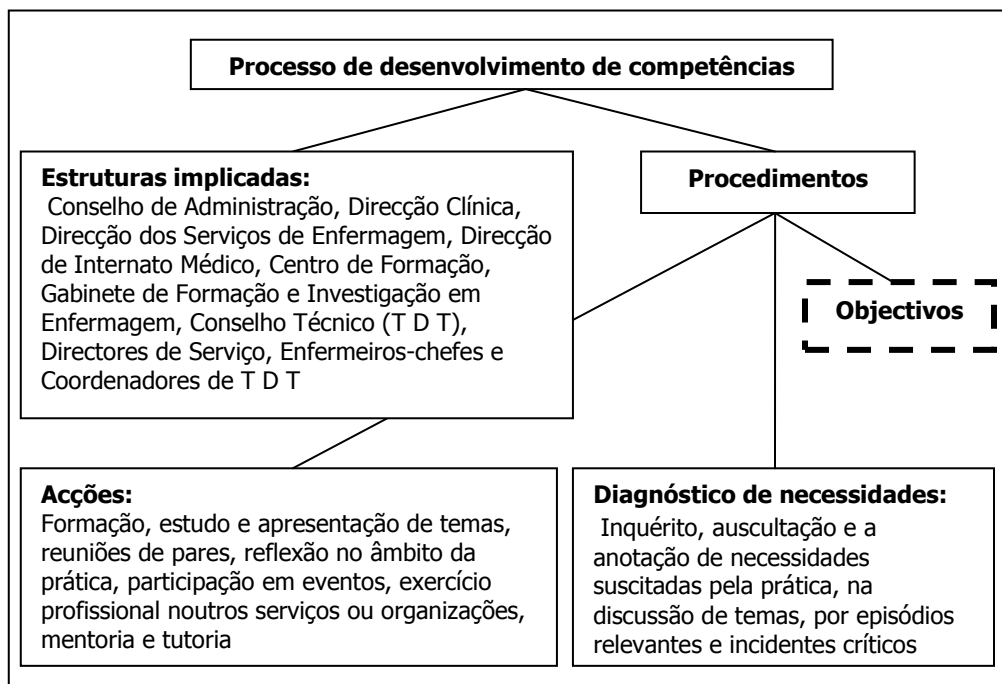 Processo de desenvolvimento de competências
Estruturas implicadas:
Conselho de Administração, Direcção Clínica,
Direcção dos Serviços de Enfermagem, Direcção
de Internato Médico, Centro de Formação,
Gabinete de Formação e Investigação em
Enfermagem, Conselho Técnico (T D T),
Directores de Serviço, Enfermeiros-chefes e
Coordenadores de T D T
Procedimentos
Objectivos
Acções:
Formação, estudo e apresentação de temas,
reuniões de pares, reflexão no âmbito da
prática, participação em eventos, exercício
profissional noutros serviços ou organizações,
mentoria e tutoria
Diagnóstico de necessidades:
Inquérito, auscultação e a
anotação de necessidades
suscitadas pela prática, na
discussão de temas, por episódios
relevantes e incidentes críticos